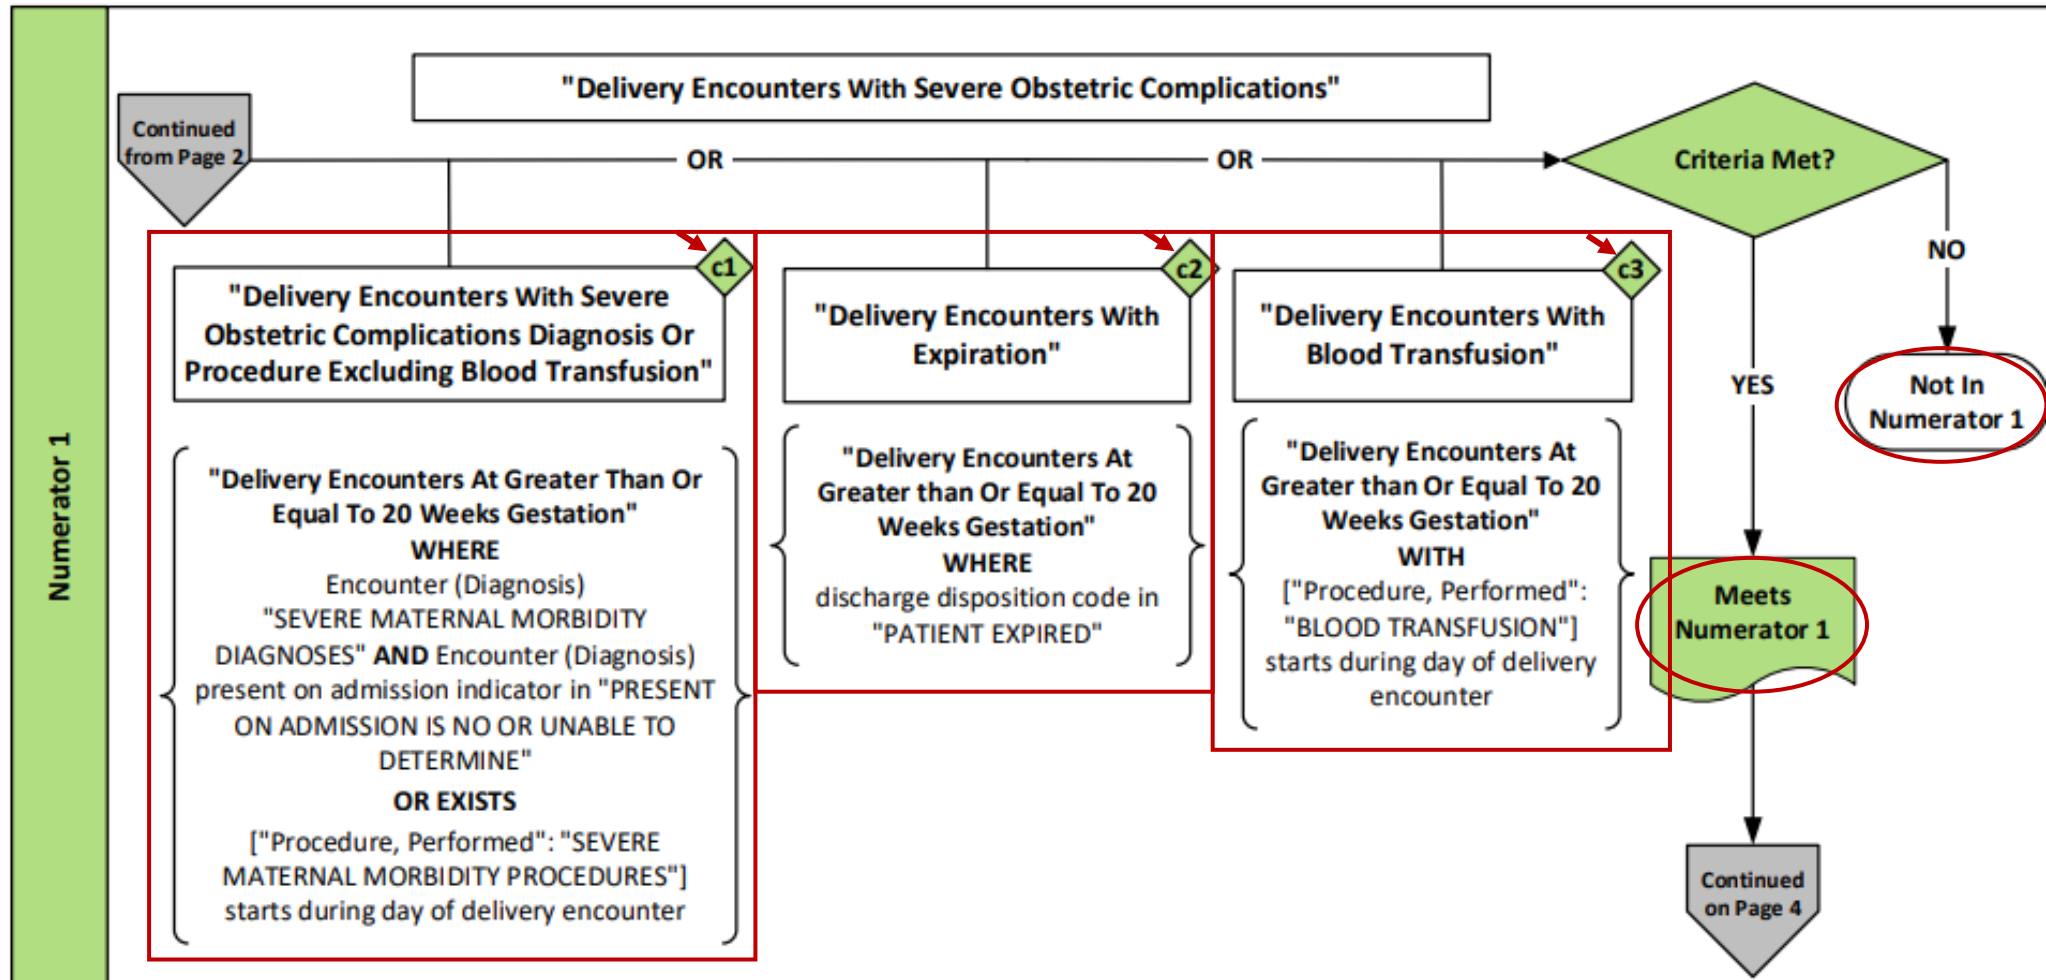 Numerator 1
"Delivery Encounters With Severe Obstetric Complications"
Continued
from Page 2
OR
OR
Criteria Met?
NO
YES
Not In
Numerator 1
c1
"Delivery Encounters With Severe
Obstetric Complications Diagnosis Or
Procedure Excluding Blood Transfusion"
"Delivery Encounters At Greater Than Or
Equal To 20 Weeks Gestation"
WHERE
Encounter (Diagnosis)
"SEVERE MATERNAL MORBIDITY
DIAGNOSES" AND Encounter (Diagnosis)
present on admission indicator in "PRESENT
ON ADMISSION IS NO OR UNABLE TO
DETERMINE"
OR EXISTS
["Procedure, Performed": "SEVERE
MATERNAL MORBIDITY PROCEDURES"]
starts during day of delivery encounter
c2
"Delivery Encounters With
Expiration"
"Delivery Encounters At
Greater than Or Equal To 20
Weeks Gestation"
WHERE
discharge disposition code in
"PATIENT EXPIRED"
c3
"Delivery Encounters With
Blood Transfusion"
"Delivery Encounters At
Greater than Or Equal To 20
Weeks Gestation"
WITH
["Procedure, Performed":
"BLOOD TRANSFUSION"]
starts during day of delivery
encounter
Meets
Numerator 1
Continued
on Page 4